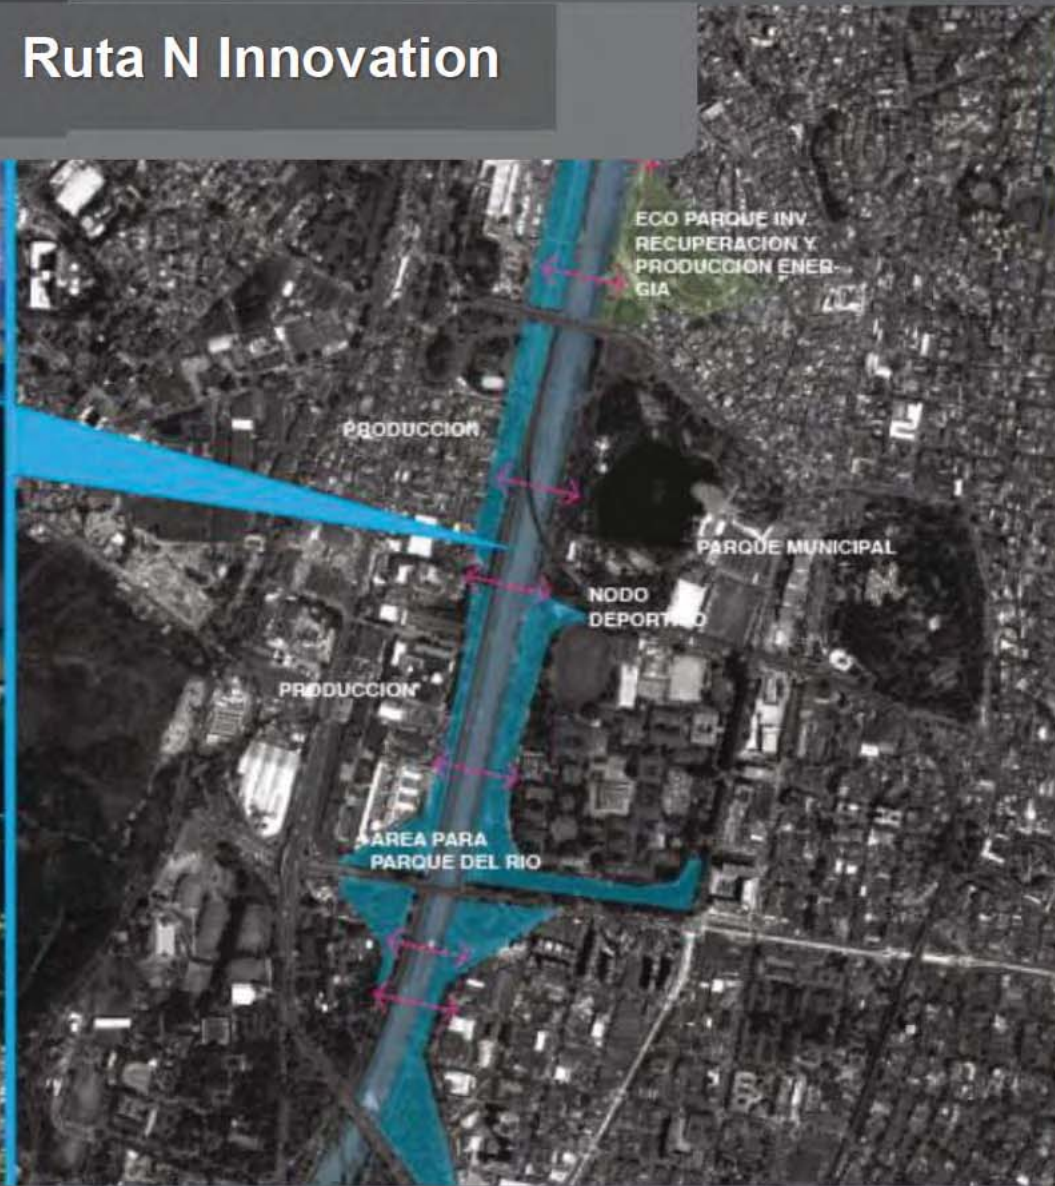 Ruta N Innovation
ECO PARQUE INV.
RECUPERACION Y
PRODUCCION ENER-
GIA
PRODUCCION
PARQUE MUNICIPAL
NODO
DEPORTIVO
PRODUCCION
AREA PARA
PARQUE DEL RIO